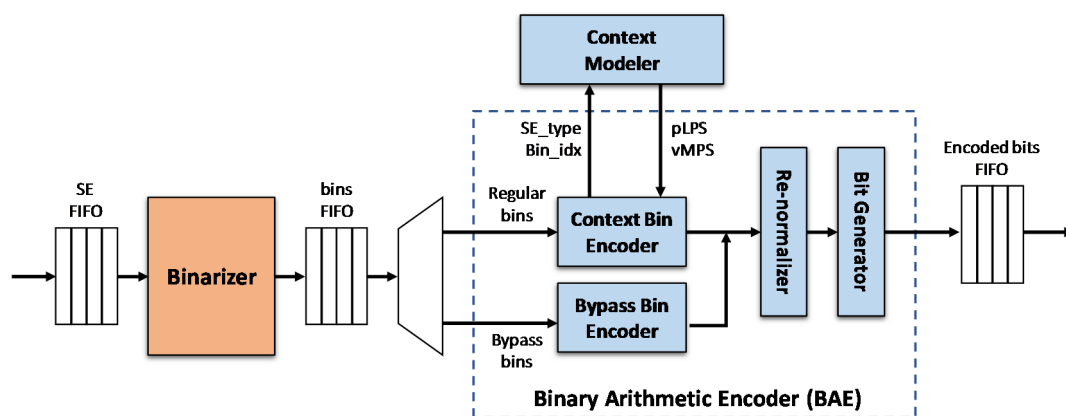 Context
Modeler
SE_type
Bin_idx
pLPS
vMPS
SE
FIFO
Binarizer
bins
FIFO
Regular
bins
Context Bin
Encoder
Bypass Bin
Encoder
Bypass
bins
Re-normalizer
Bit Generator
Encoded bits
FIFO
Binary Arithmetic Encoder (BAE)